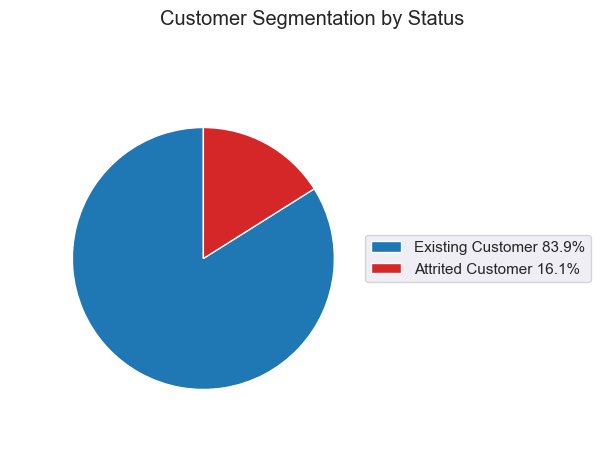 Customer Segmentation by Status
Existing Customer 83.9%
Attrited Customer 16.1%